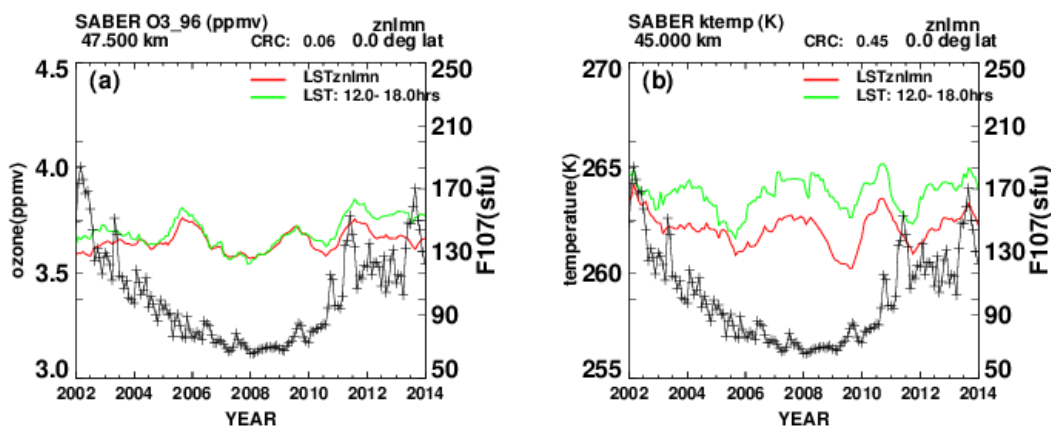 SABER O3_96 (ppmv) znlmn
47.500 km CRC: 0.06 0.0 deg lat
4.5 250
(a) LSTznlmn
LST: 12.0- 18.0hrs
210
4.0 170
ozone(ppmv) F107(sfu)
130
3.5
90
3.0 50
2002 2004 2006 2008 2010 2012 2014
YEAR
SABER ktemp (K) znlmn
45.000 km CRC: 0.45 0.0 deg lat
270 250
(b) LSTznlmn
LST: 12.0- 18.0hrs
210
265 170
temperature(K) F107(sfu)
130
260
90
255 50
2002 2004 2006 2008 2010 2012 2014
YEAR